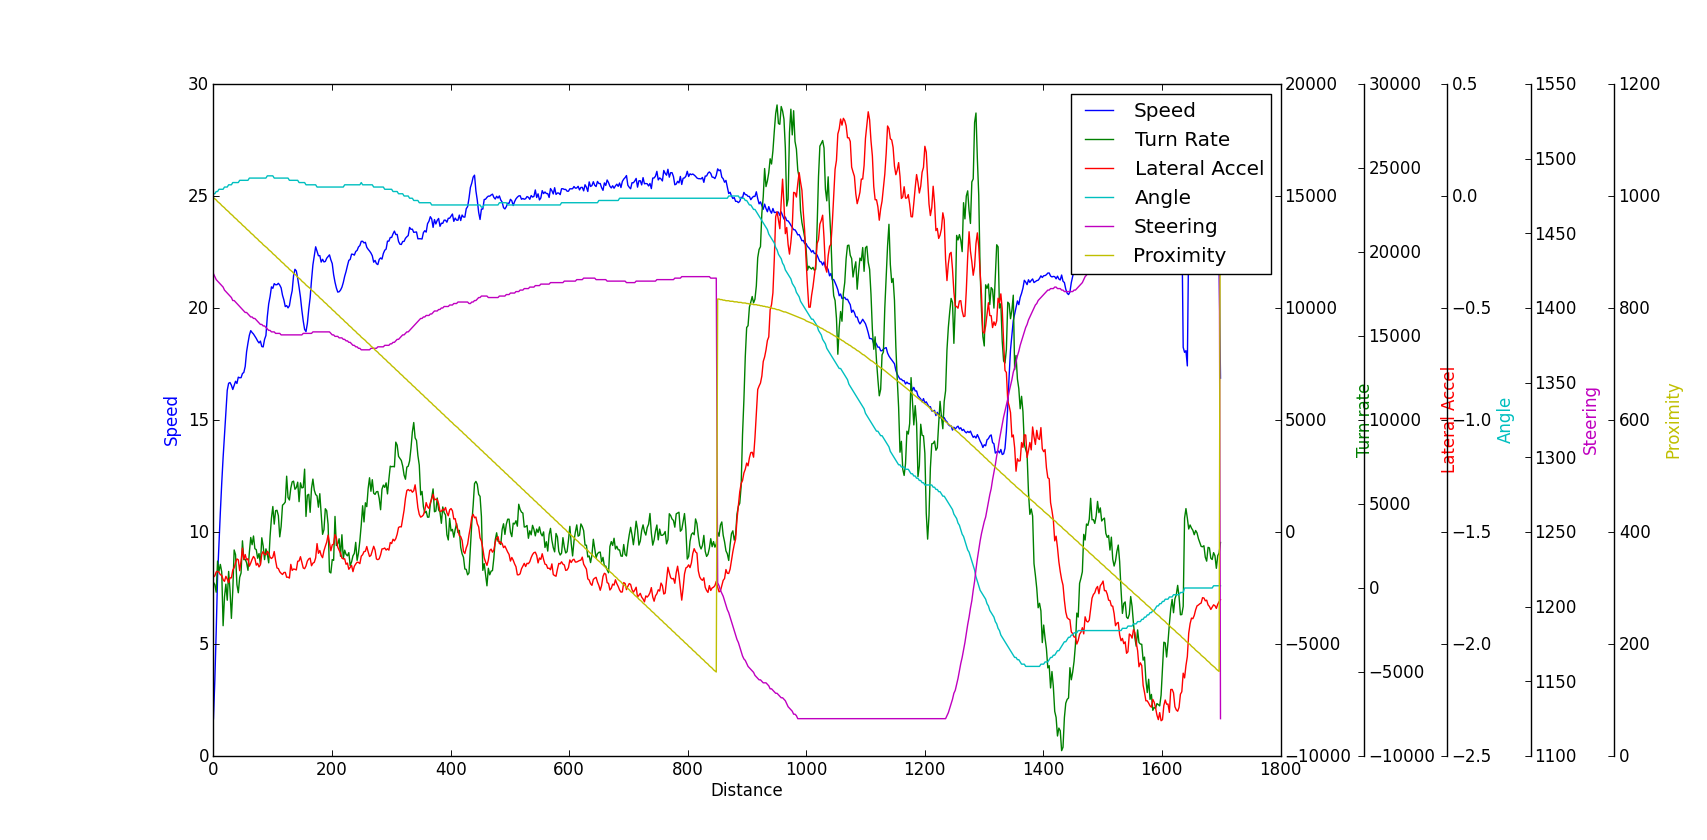 30 20000 30000 0.5 1550 1200
Speed
Turn Rate
Lateral Accel
Angle
Steering
Proximity
25 15000 25000 0.0 1500 1000
1450
20 10000 20000 −0.5 1400 800
15000
1350
Speed
15 5000 10000 −1.0 600
Turn rate
Lateral Accel
Angle
Steering
Proximity
1300
10 0 5000 −1.5 1250 400
0
1200
5 −5000 −2.0 200
−5000
1150
0 −10000 −10000 −2.5 1100 0
0 200 400 600 800 1000 1200 1400 1600 1800
Distance